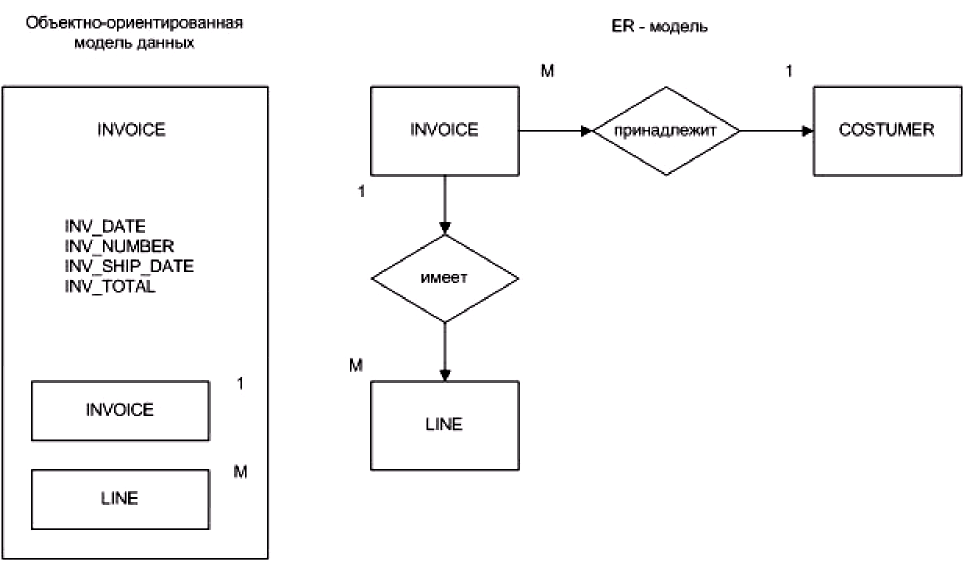 Объектно-ориентированная
модель данных
INVOICE
INV_DATE
INV_NUMBER
INV_SHIP_DATE
INV_TOTAL
1
INVOICE
M
LINE
ER - модель
M
1
INVOICE
принадлежит
COSTUMER
1
имеет
M
LINE